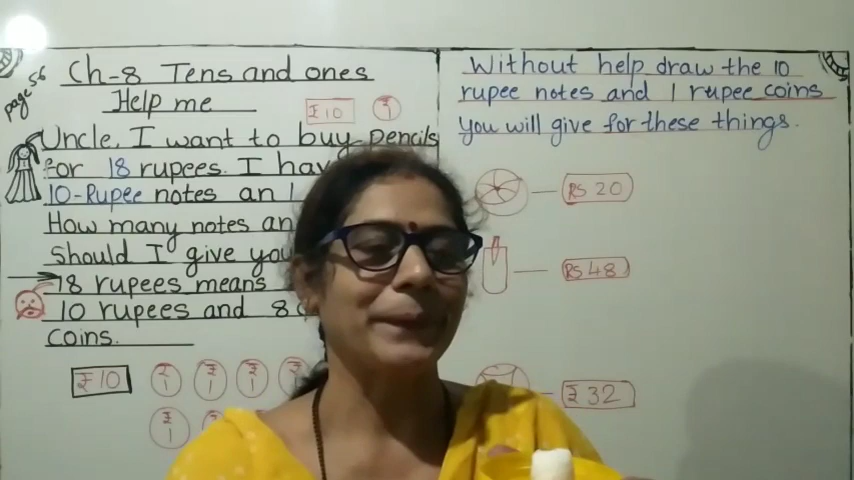 page 56
Ch-8 Tens and ones
Help me
₹10
₹ 1
Uncle, I want to buy pencils
for 18 rupees. I hav
10-Rupee notes an 1
How many notes an
should I give you
18 rupees means
10 rupees and 8
coins.
₹10
₹ 1
₹ 1
₹ 1
₹
₹ 1
₹
Without help draw the 10
rupee notes and 1 rupee coins
you will give for these things.
RS 20
RS 48
₹ 32